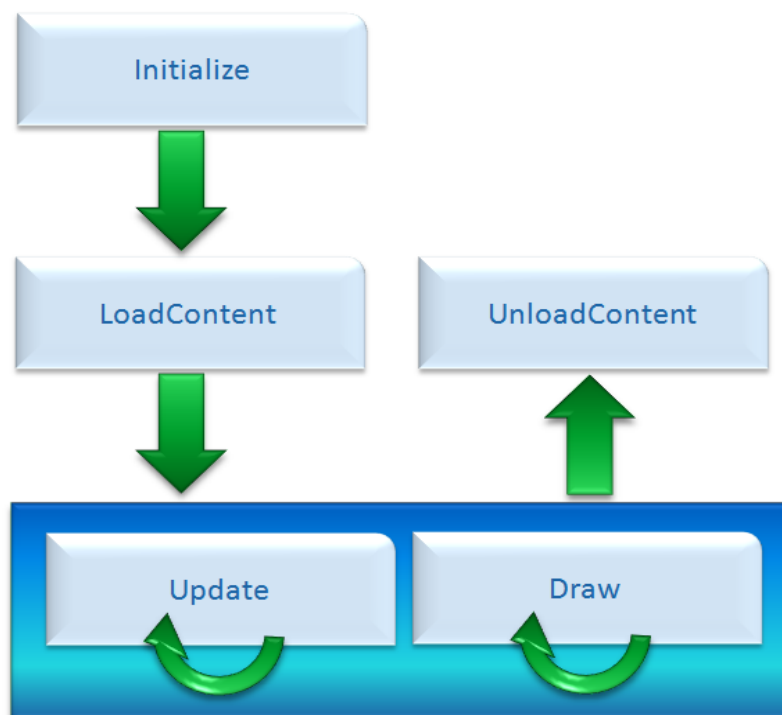 Initialize
LoadContent
UnloadContent
Update
Draw